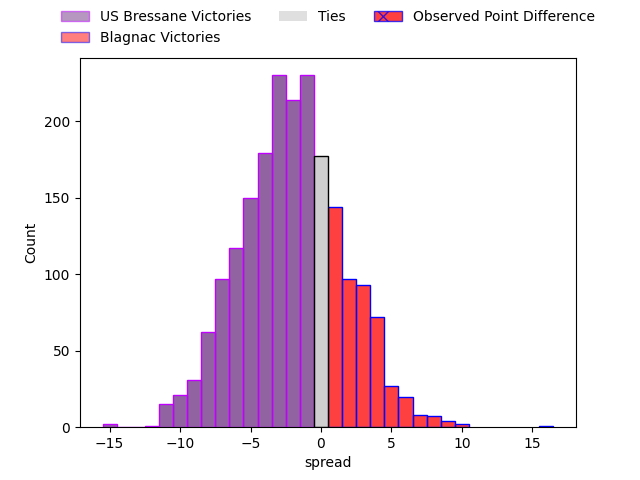 US Bressane Victories
Blagnac Victories
Ties
Observed Point Difference
Count
200
150
100
50
0
−15
−10
−5
0
5
10
15
spread